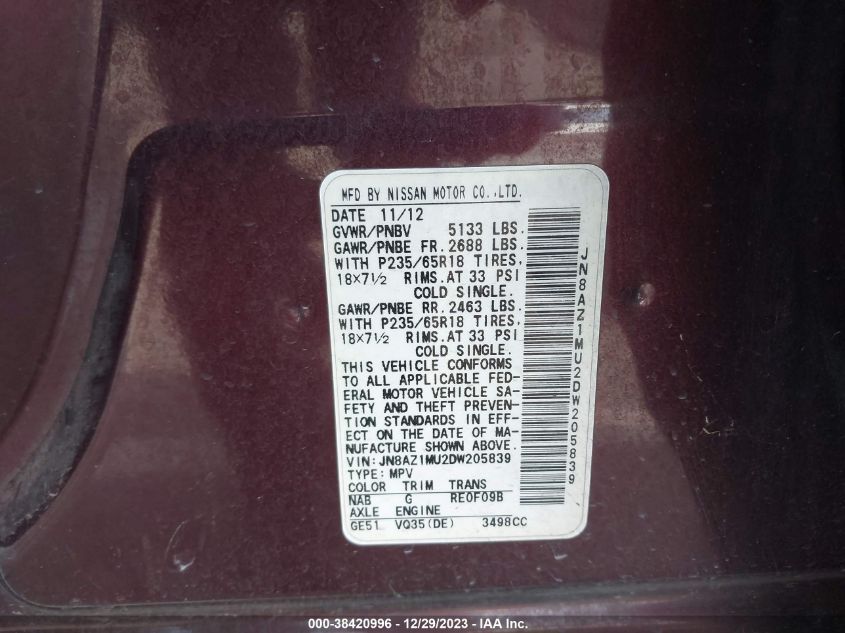 MFD BY NISSAN MOTOR CO.,LTD.
DATE 11/12
GVWR/PNBV 5133 LBS.
GAWR/PNBE FR. 2688 LBS.
WITH P235/65R18 TIRES,
18×7½ RIMS. AT 33 PSI
COLD SINGLE.
GAWR/PNBE RR. 2463 LBS.
WITH P235/65R18 TIRES,
18×7½ RIMS. AT 33 PSI
COLD SINGLE.
THIS VEHICLE CONFORMS
TO ALL APPLICABLE FED-
ERAL MOTOR VEHICLE SA-
FETY AND THEFT PREVEN-
TION STANDARDS IN EFF-
ECT ON THE DATE OF MA-
NUFACTURE SHOWN ABOVE.
VIN:JN8AZ1MU2DW205839
TYPE: MPV
COLOR TRIM TRANS
NAB G RE0F09B
AXLE ENGINE
GE51 VQ35(DE) 3498CC
JN8AZ1MU2DW205839
000-38420996 - 12/29/2023 - IAA Inc.